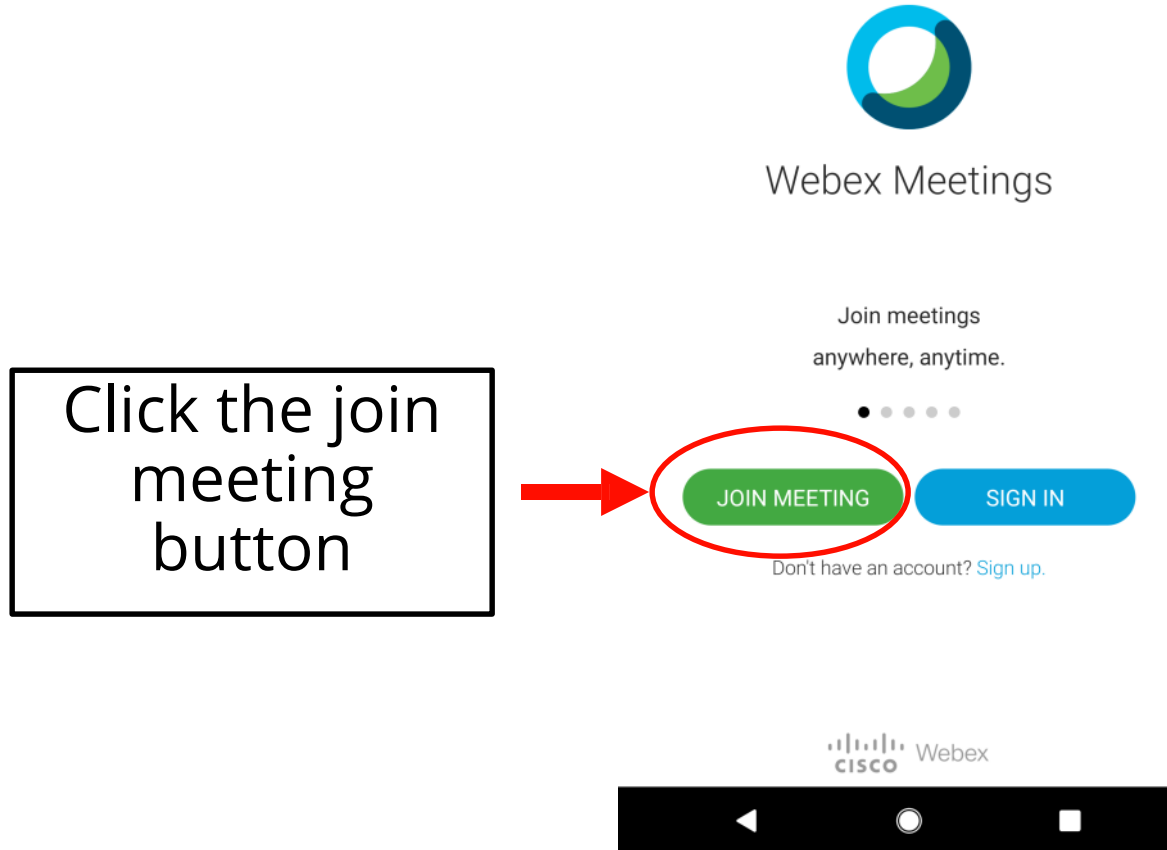 Webex Meetings
Join meetings
anywhere, anytime.
Click the join
meeting
button
JOIN MEETING
SIGN IN
Don't have an account? Sign up.
CISCO Webex